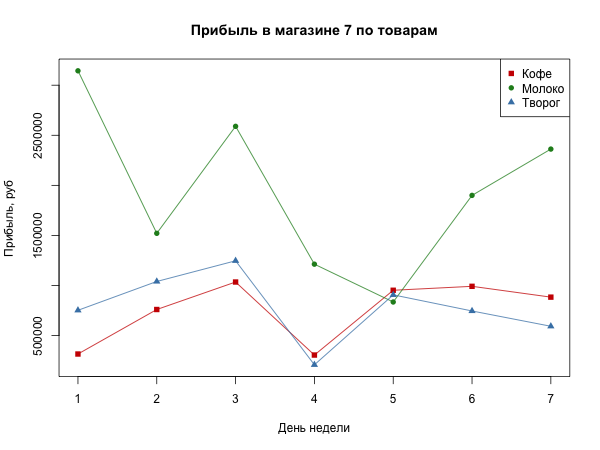 Прибыль в магазине 7 по товарам
Кофе
Молоко
Творог
Прибыль, руб
2500000
1500000
500000
1 2 3 4 5 6 7
День недели